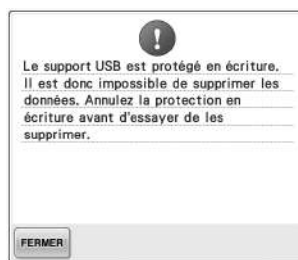 Le support USB est protégé en écriture.
Il est donc impossible de supprimer les
données. Annulez la protection en
écriture avant d'essayer de les
supprimer.
FERMER